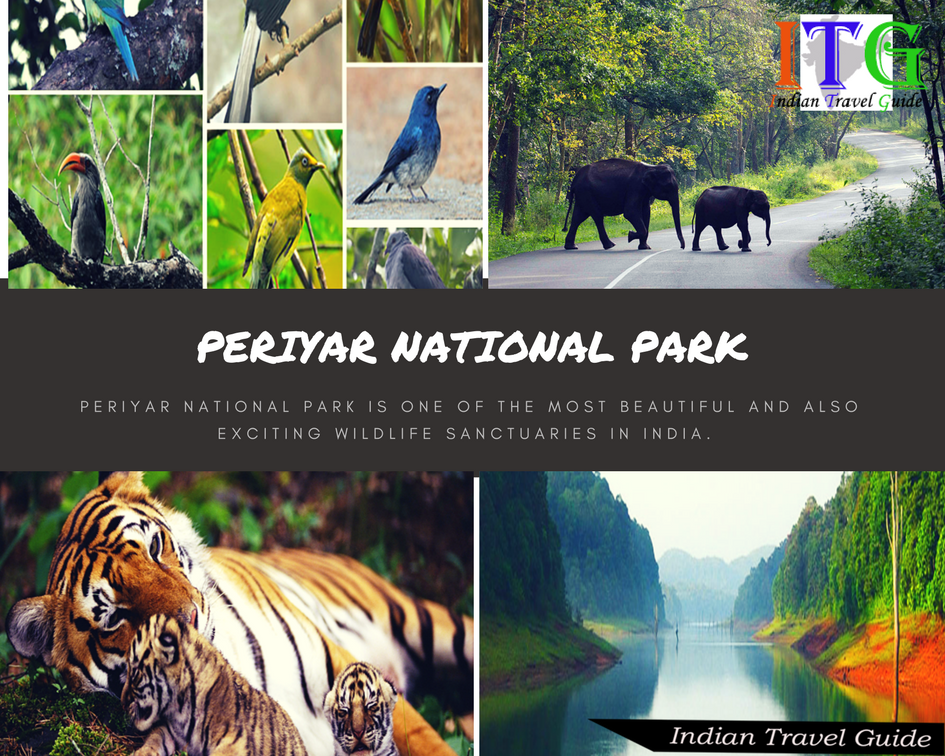 ITG
Indian Travel Guide
PERIYAR NATIONAL PARK
PERIYAR NATIONAL PARK IS ONE OF THE MOST BEAUTIFUL AND ALSO
EXCITING WILDLIFE SANCTUARIES IN INDIA.
Indian Travel Guide